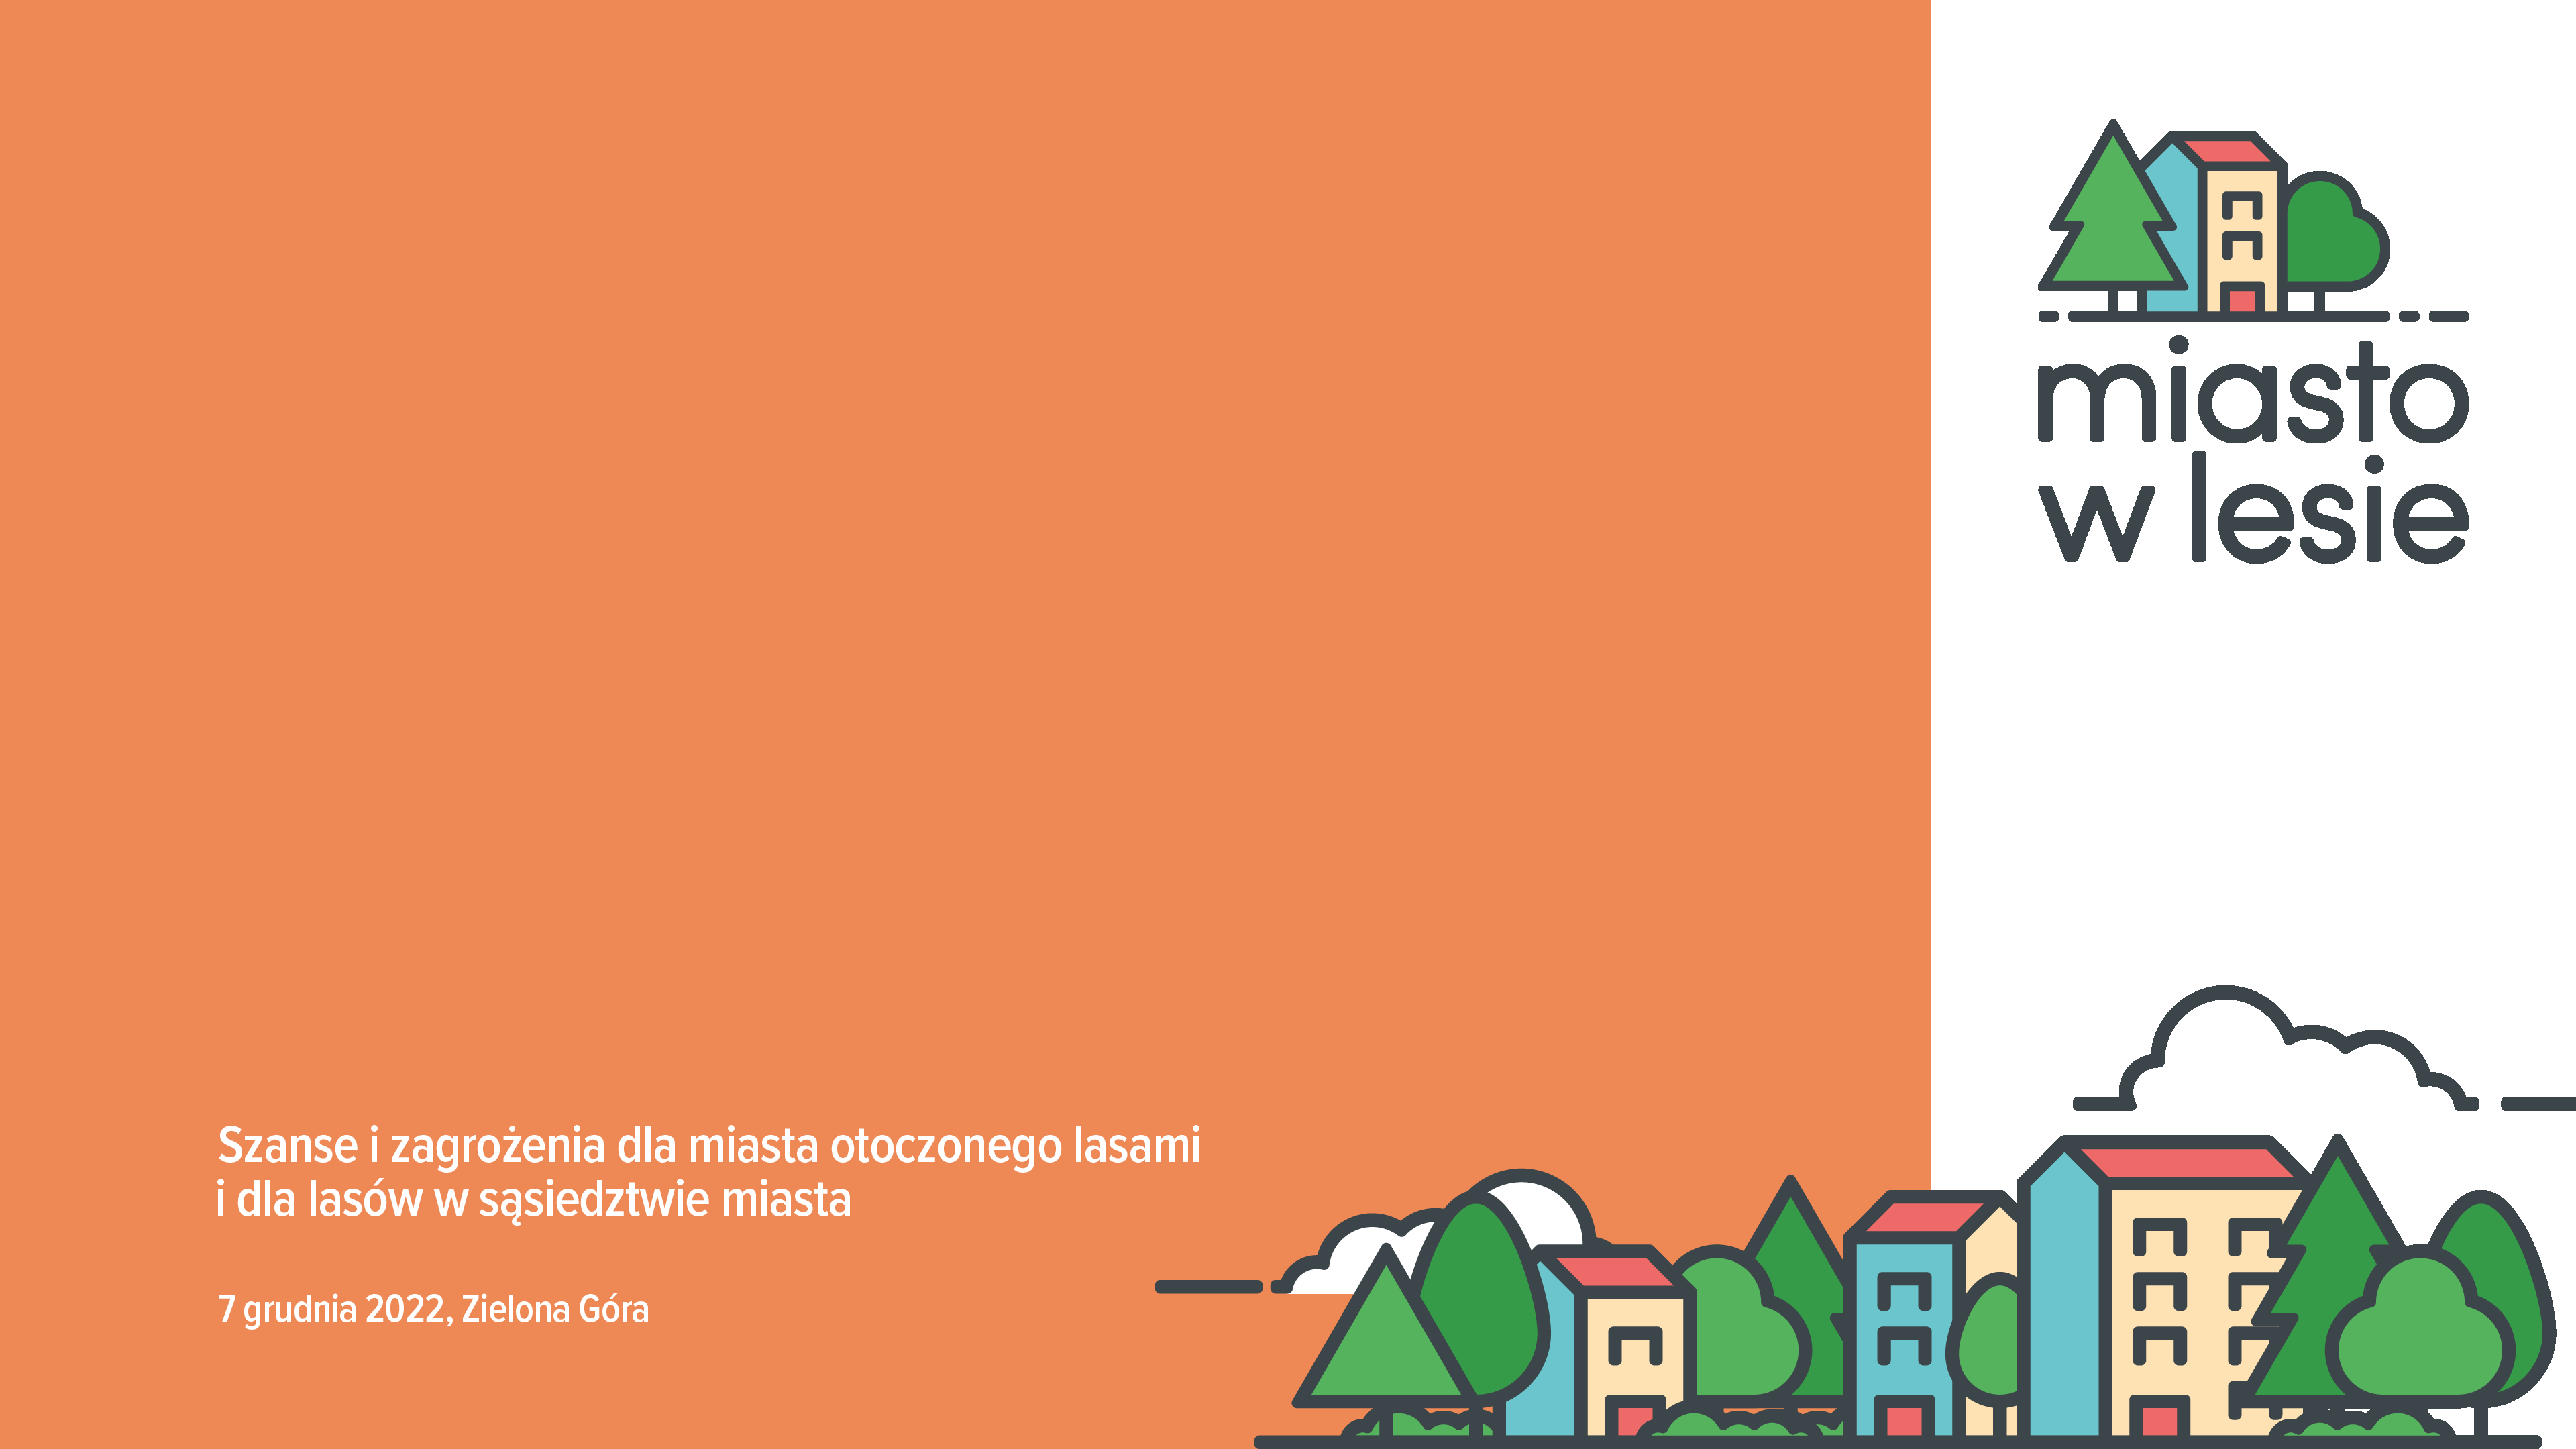 miasto
w lesie
Szanse i zagrożenia dla miasta otoczonego lasami
i dla lasów w sąsiedztwie miasta
7 grudnia 2022, Zielona Góra